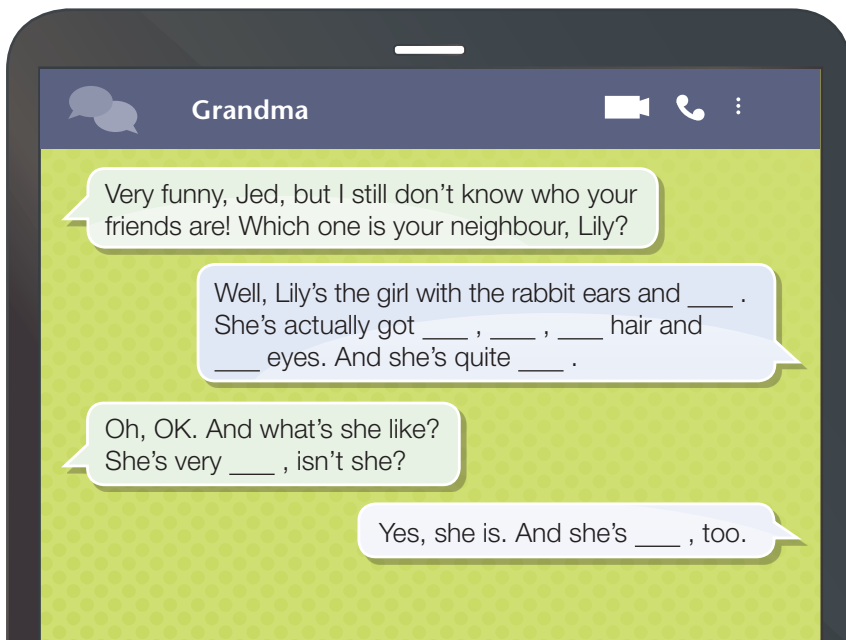 Grandma
Very funny, Jed, but I still don't know who your
friends are! Which one is your neighbour, Lily?
Well, Lily's the girl with the rabbit ears and ___ .
She's actually got ___ , ___ , ___ hair and
___ eyes. And she's quite ___ .
Oh, OK. And what's she like?
She's very ___ , isn't she?
Yes, she is. And she's ___ , too.